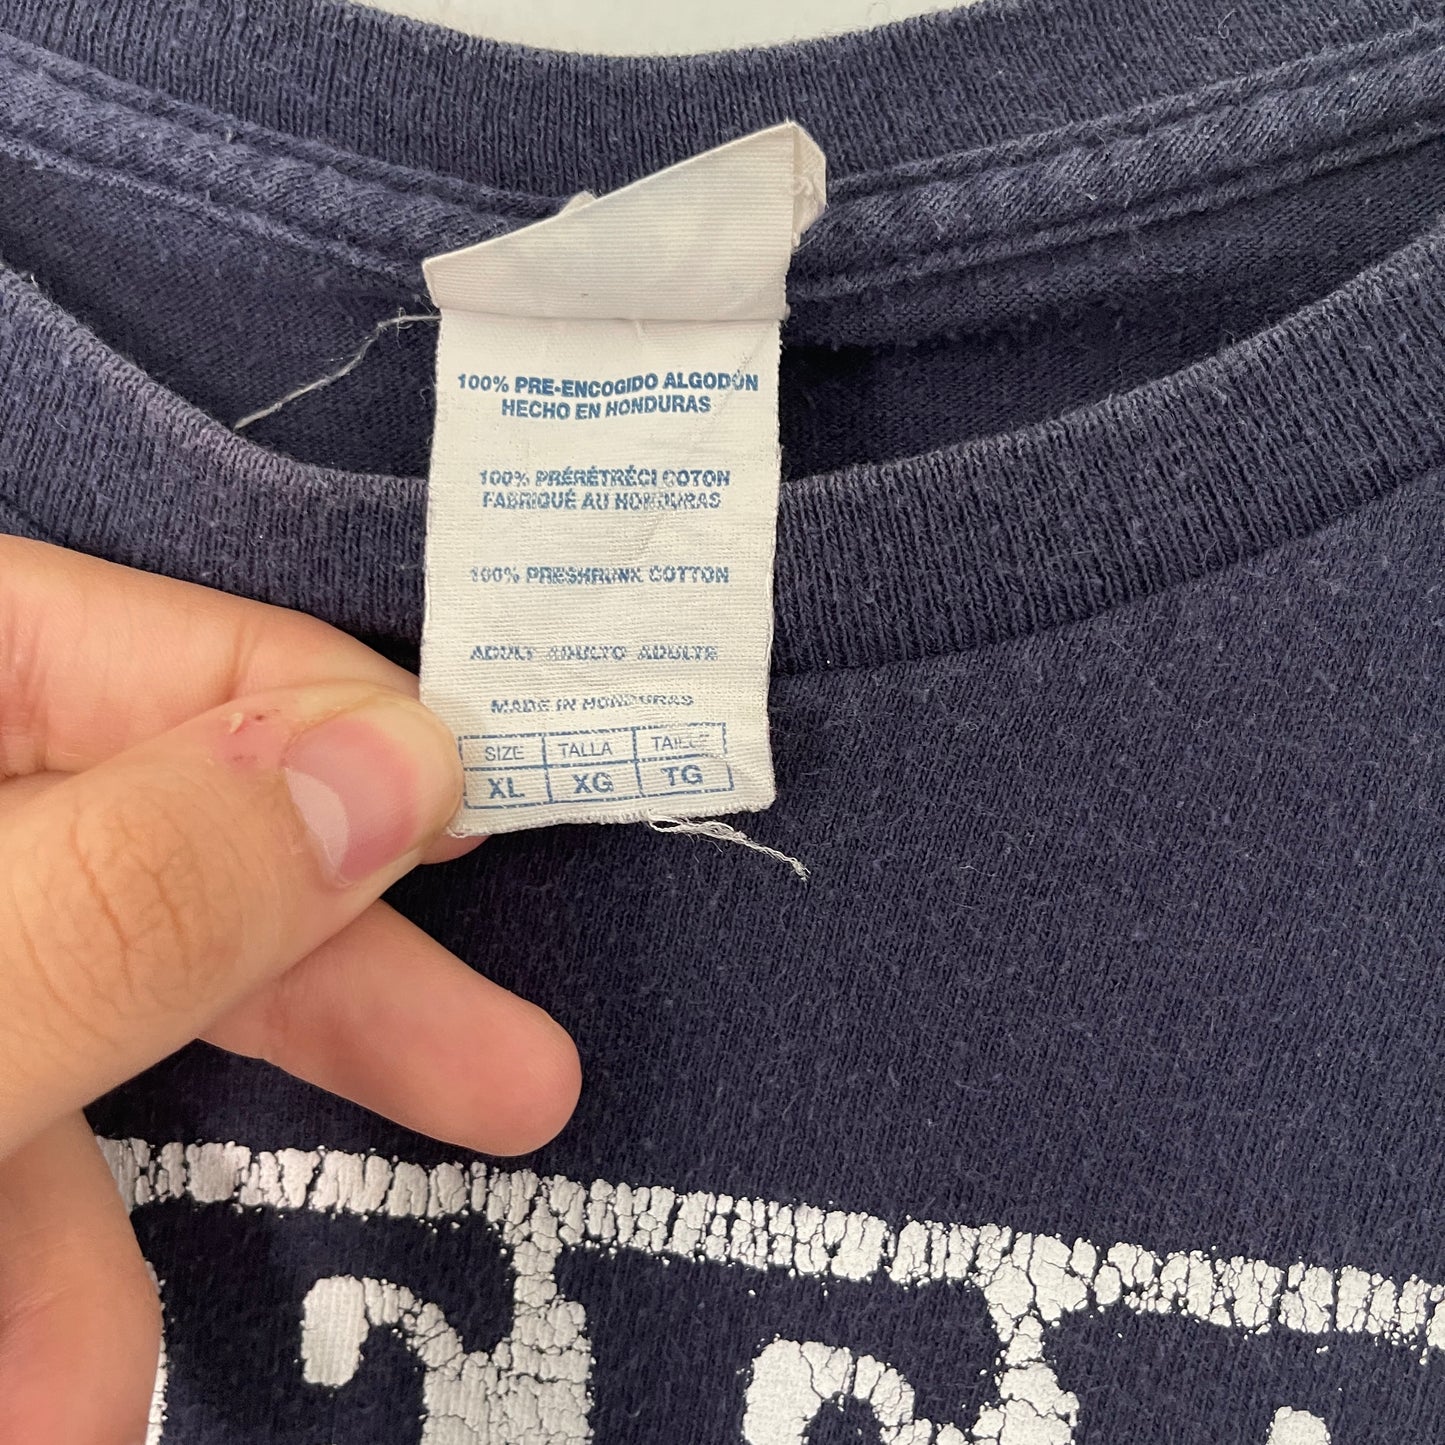 100% PRE-ENCOGIDO ALGODÓN
HECHO EN HONDURAS
100% PRÉRÉTRÉCI COTON
FABRIQUÉ AU HONDURAS
100% PRESHRUNK COTTON
ADULT ADULTO ADULTE
MADE IN HONDURAS
SIZE TALLA TAILLE
XL XG TG